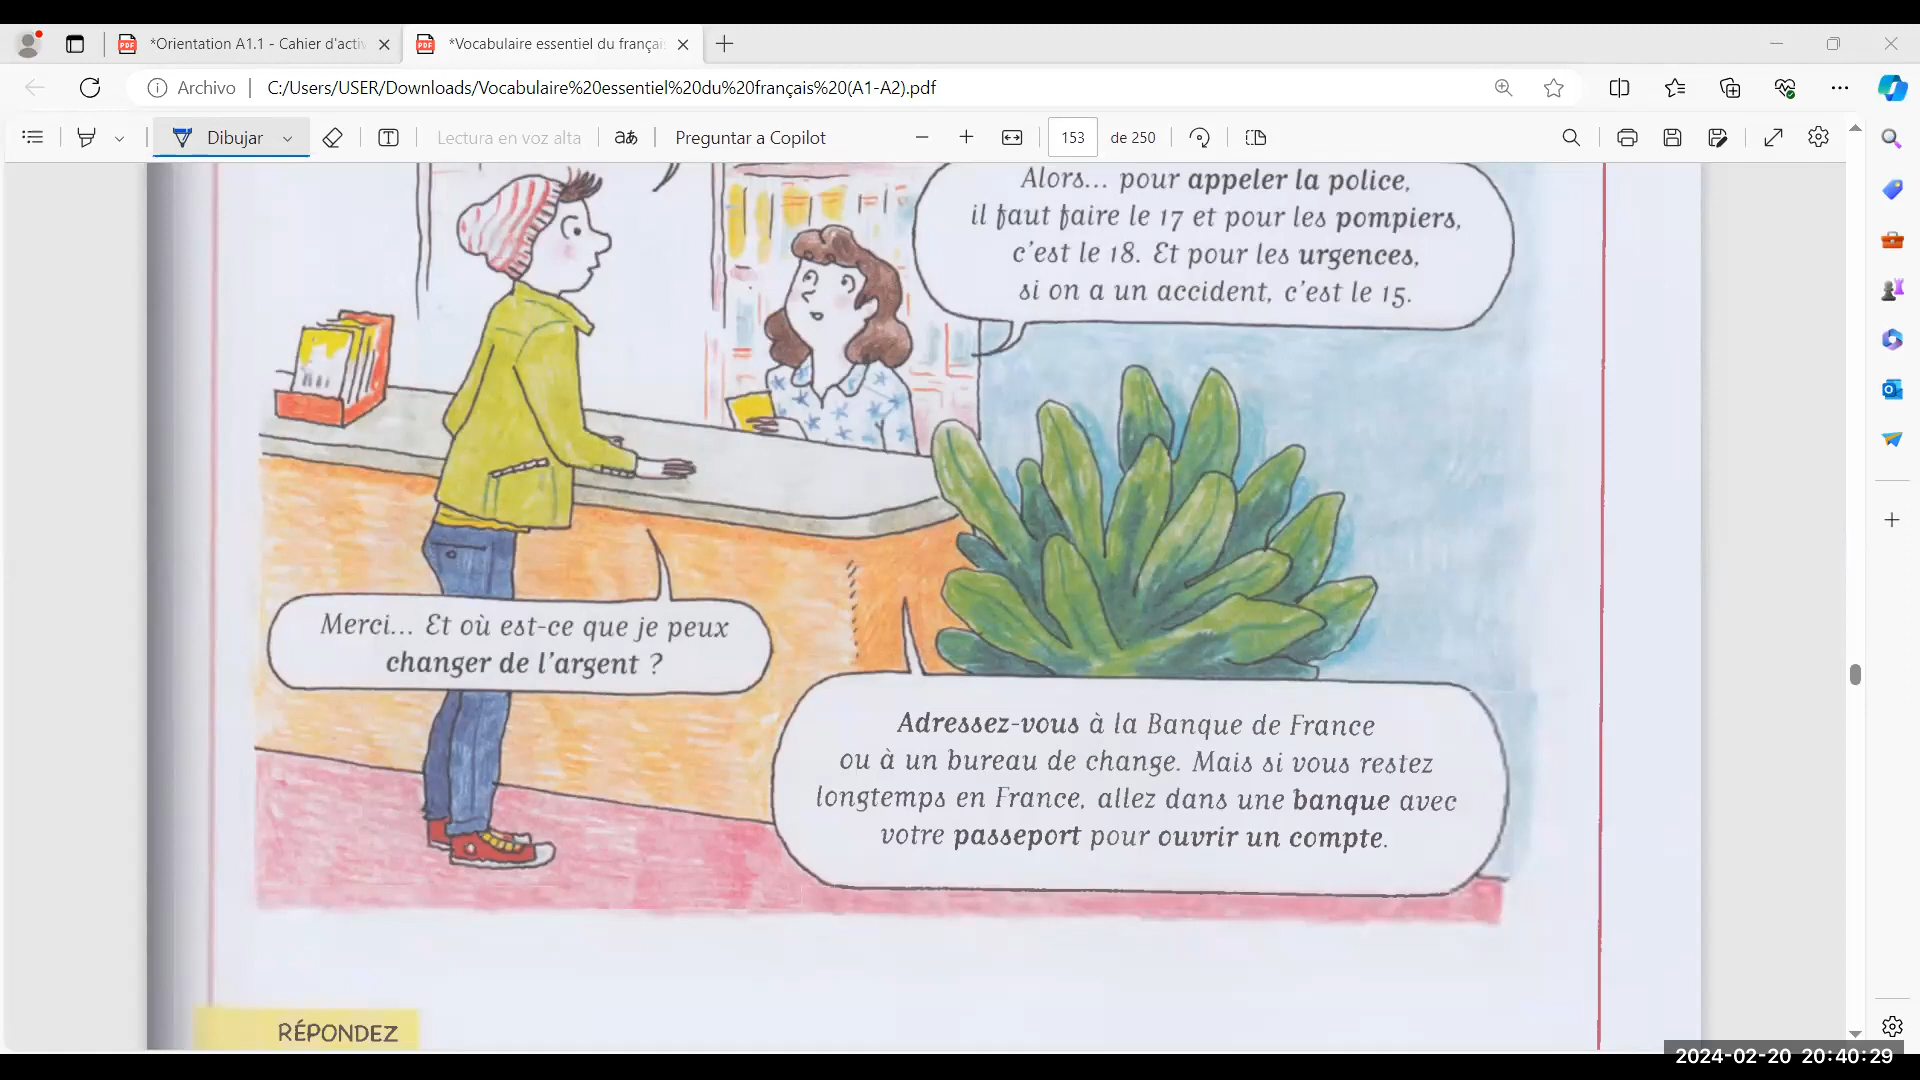 *Orientation A1.1 - Cahier d'activ
*Vocabulaire essentiel du françai
Archivo
C:/Users/USER/Downloads/Vocabulaire%20essentiel%20du%20français%20(A1-A2).pdf
Dibujar
Lectura en voz alta
aあ
Preguntar a Copilot
153
de 250
Alors... pour appeler la police,
il faut faire le 17 et pour les pompiers,
c'est le 18. Et pour les urgences,
si on a un accident, c'est le 15.
Merci... Et où est-ce que je peux
changer de l'argent ?
Adressez-vous à la Banque de France
ou à un bureau de change. Mais si vous restez
longtemps en France, allez dans une banque avec
votre passeport pour ouvrir un compte.
RÉPONDEZ
2024-02-20 20:40:29